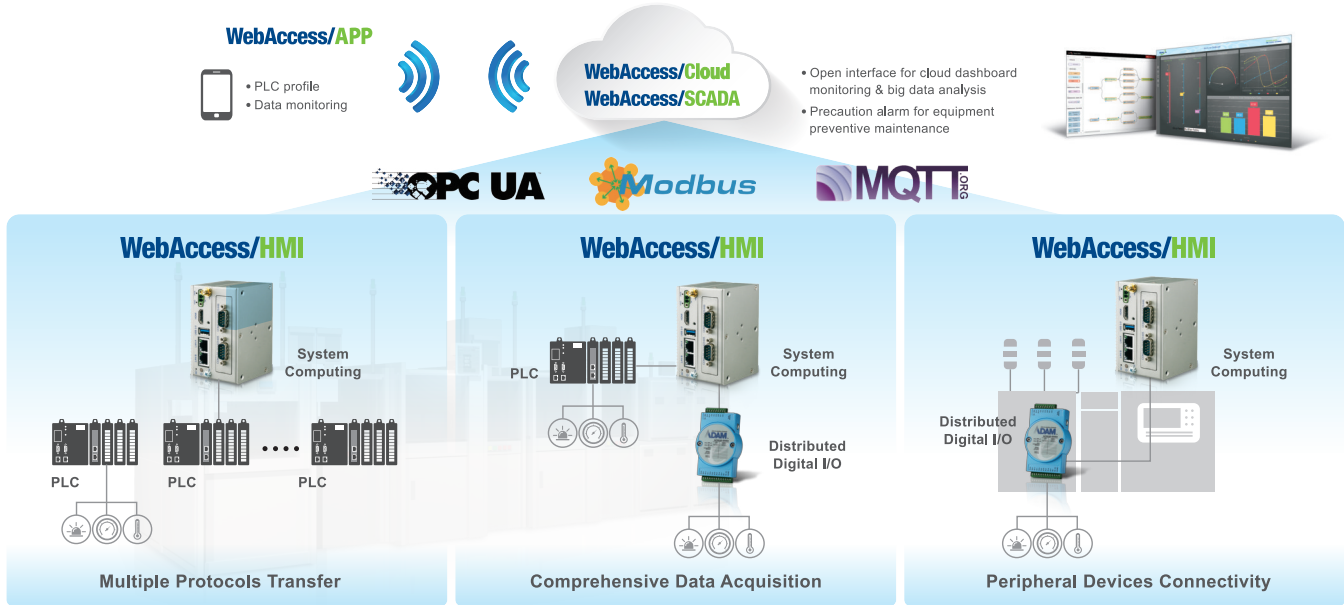 WebAccess/APP
• PLC profile
• Data monitoring
WebAccess/Cloud
WebAccess/SCADA
• Open interface for cloud dashboard
monitoring & big data analysis
• Precaution alarm for equipment
preventive maintenance
OPC UA
Modbus
MQTT.ORG
WebAccess/HMI
System
Computing
PLC
PLC
PLC
Multiple Protocols Transfer
WebAccess/HMI
PLC
System
Computing
ADAM
Distributed
Digital I/O
Comprehensive Data Acquisition
WebAccess/HMI
System
Computing
Distributed
Digital I/O
ADAM
Peripheral Devices Connectivity